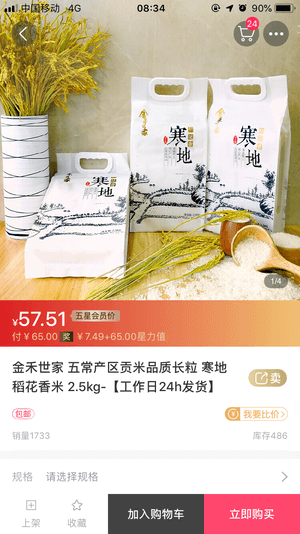 中国移动 4G
08:34
90%
24
寒地
寒地
寒地
1/4
¥57.51 五星会员价
付¥65.00 奖 ¥7.49+65.00星力值
金禾世家 五常产区贡米品质长粒 寒地
稻花香米 2.5kg-【工作日24h发货】
卖
包邮
我要比价>
销量1733
库存486
规格 请选择规格
上架
收藏
加入购物车
立即购买